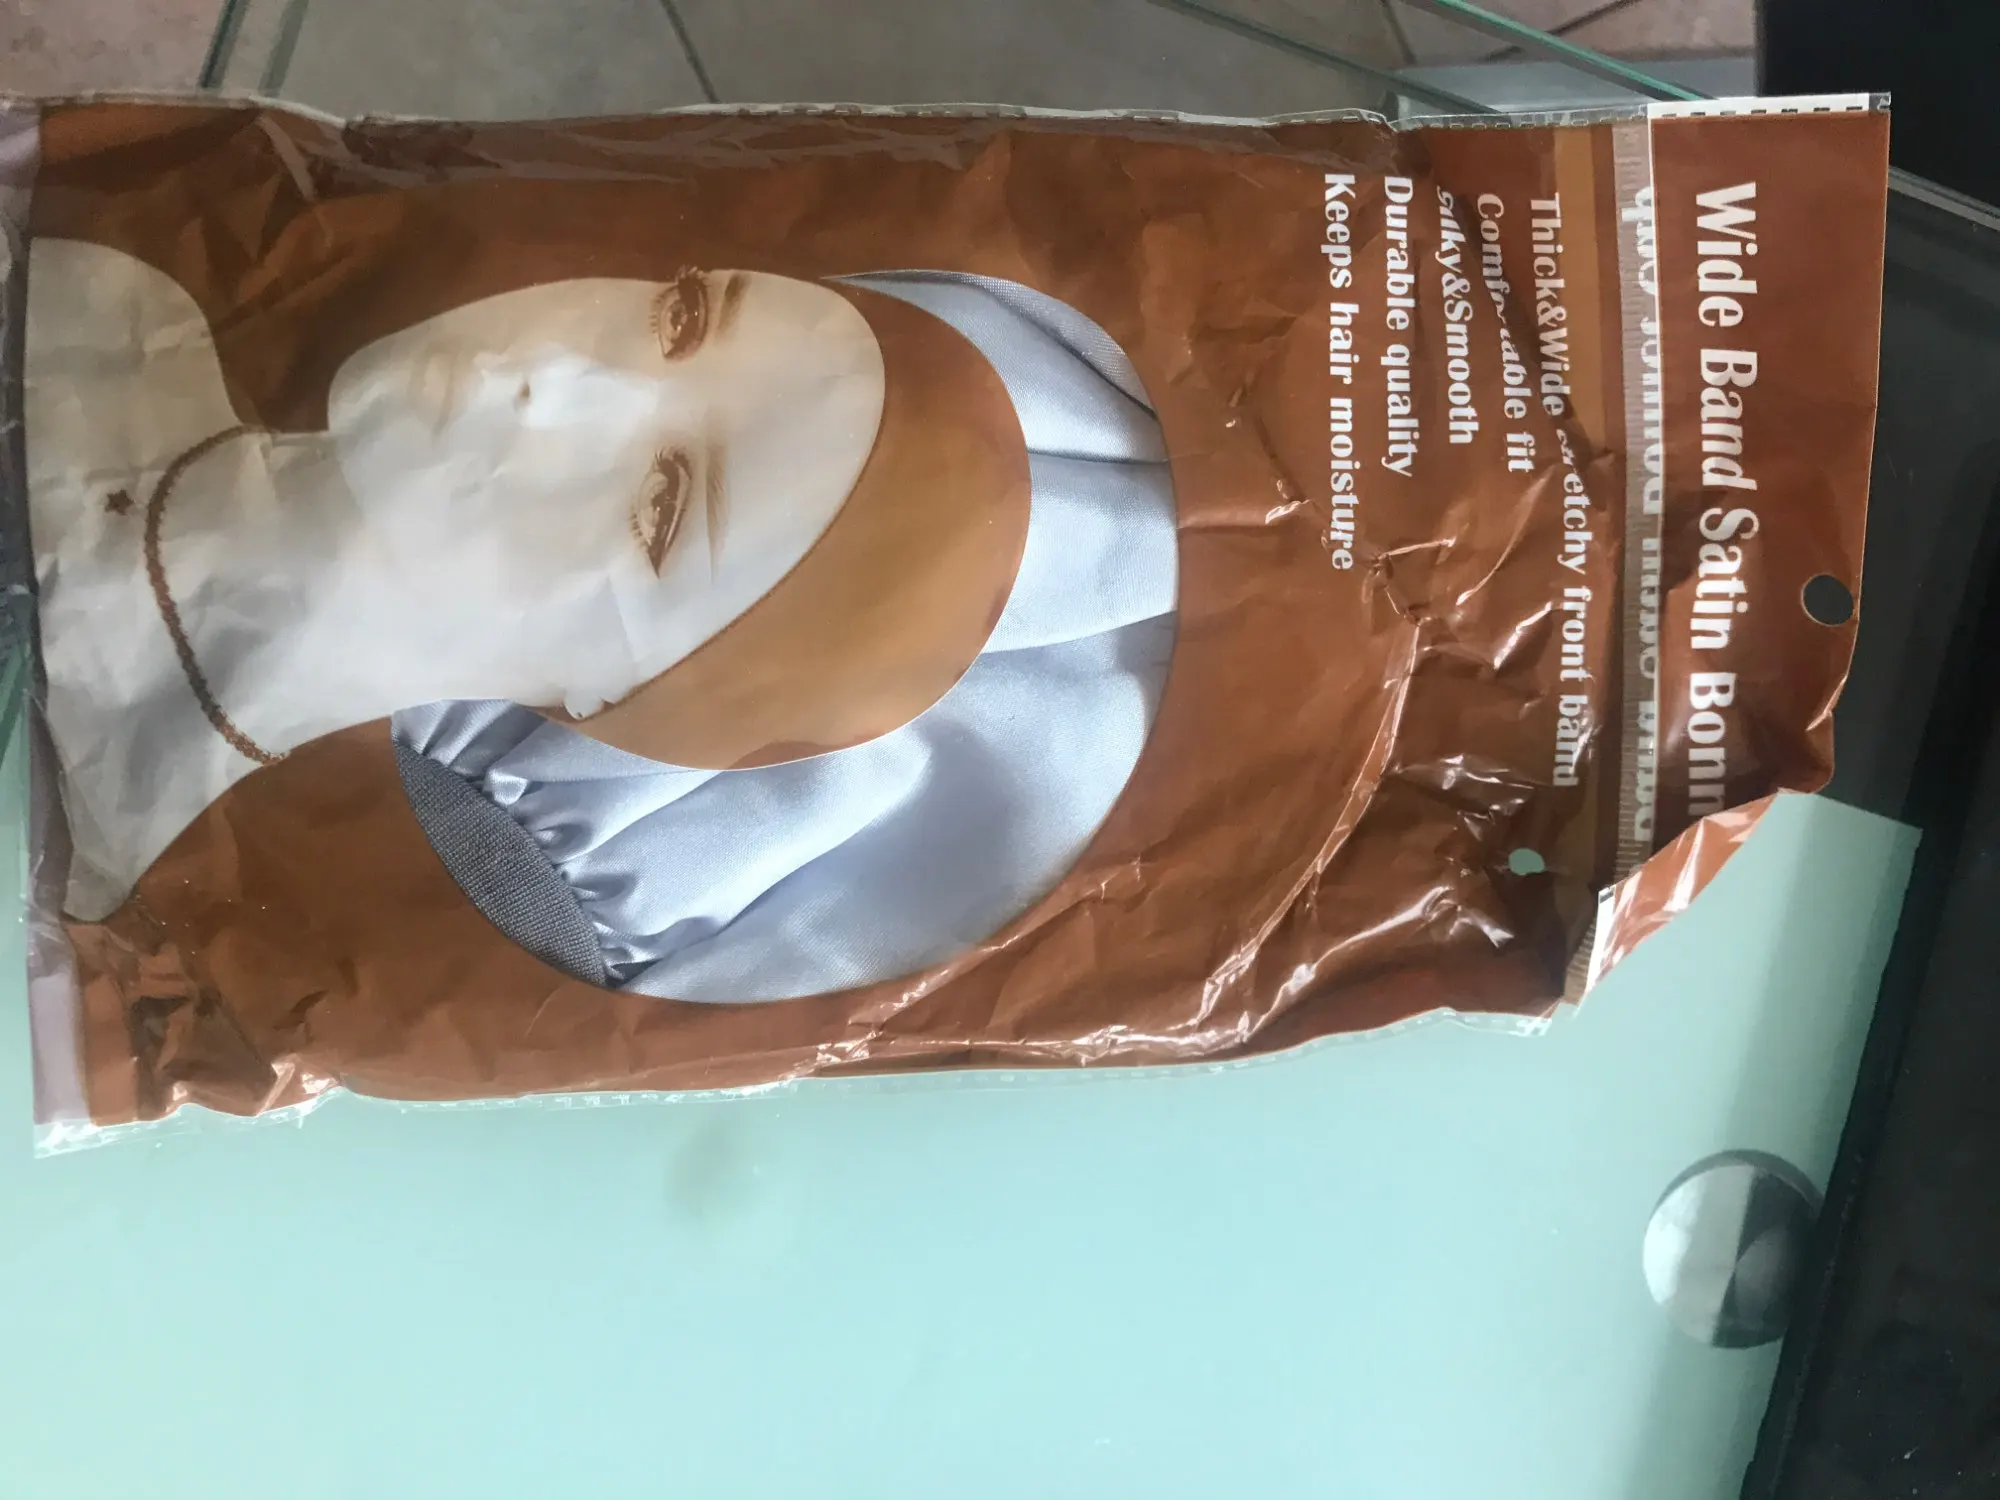 Wide Band Satin Bonn
Thick&Wide stretchy front band
Comfortable fit
Silky&Smooth
Durable quality
Keeps hair moisture